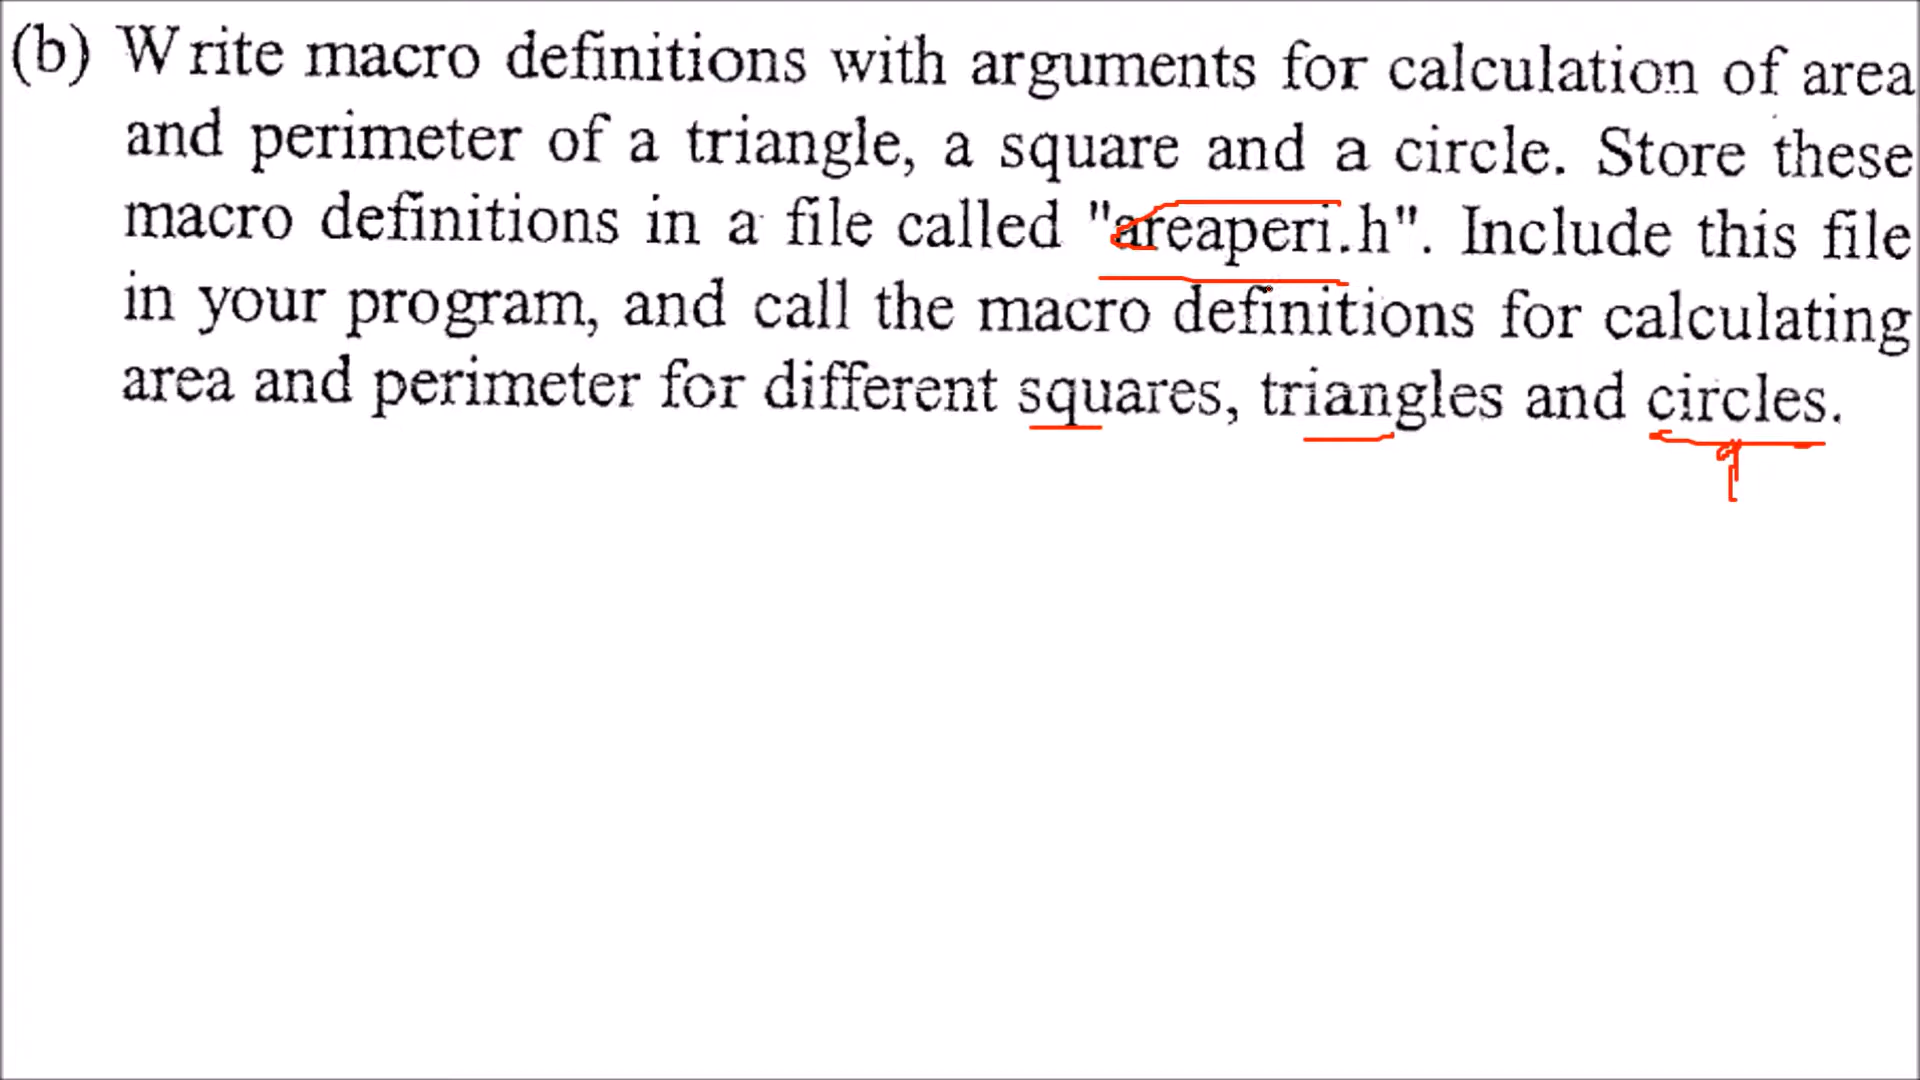 (b) Write macro definitions with arguments for calculation of area
and perimeter of a triangle, a square and a circle. Store these
macro definitions in a file called "areaperi.h". Include this file
in your program, and call the macro definitions for calculating
area and perimeter for different squares, triangles and circles.